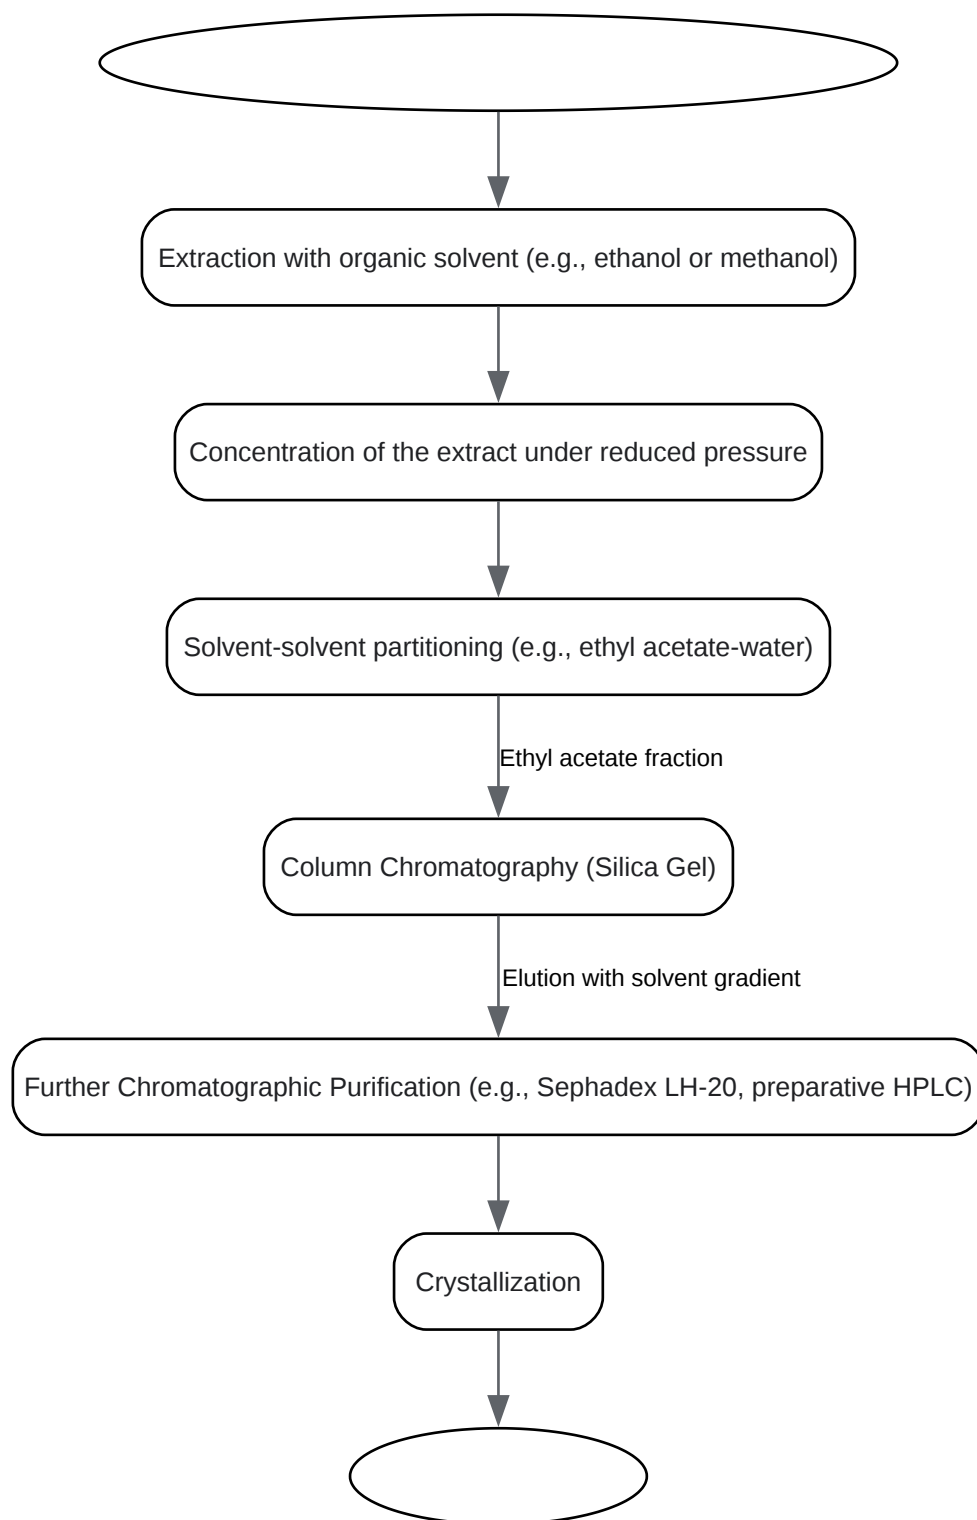 Extraction with organic solvent (e.g., ethanol or methanol)
Concentration of the extract under reduced pressure
Solvent-solvent partitioning (e.g., ethyl acetate-water)
Ethyl acetate fraction
Column Chromatography (Silica Gel)
Elution with solvent gradient
Further Chromatographic Purification (e.g., Sephadex LH-20, preparative HPLC)
Crystallization